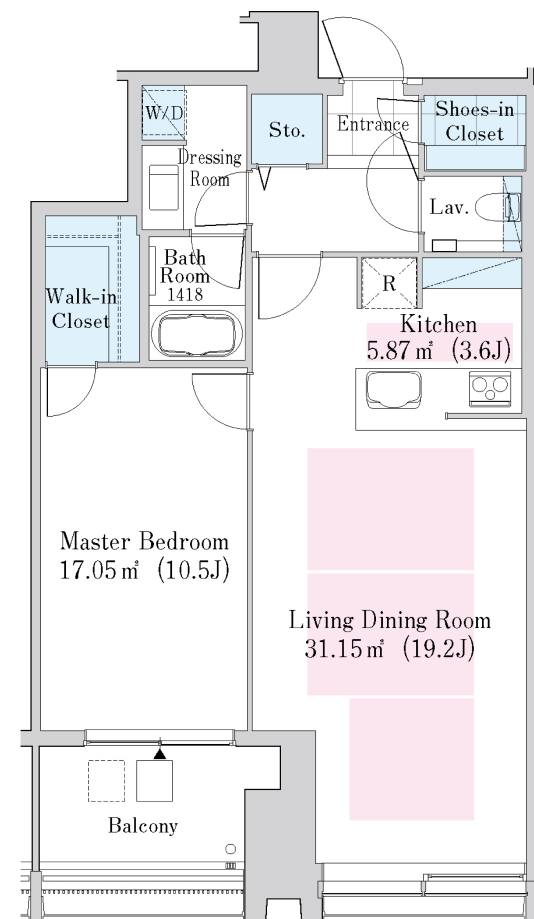 W/D
Sto.
Entrance
Shoes-in
Closet
Dressing
Room
Lav.
Bath
Room
1418
R
Walk-in
Closet
Kitchen
5.87㎡ (3.6J)
Master Bedroom
17.05㎡ (10.5J)
Living Dining Room
31.15㎡ (19.2J)
Balcony